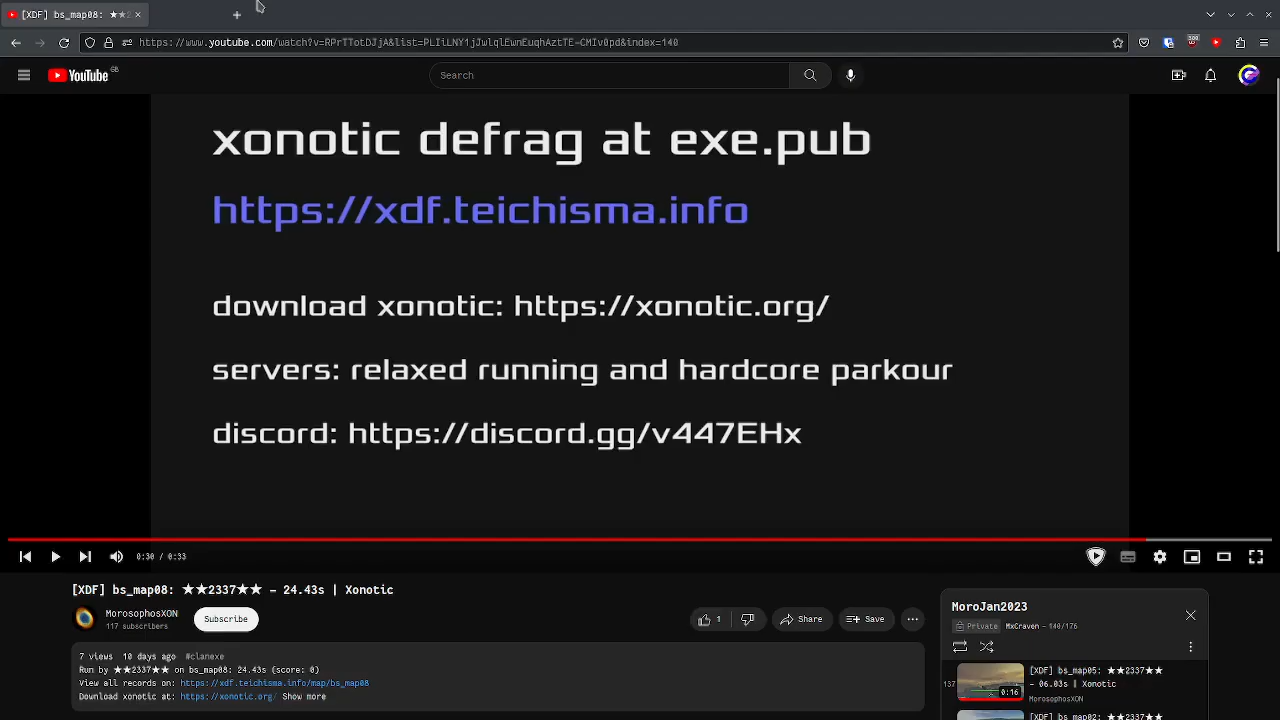 [XDF] bs_map08: ★★2
https://www.youtube.com/watch?v=RPrTTotDJjA&list=PLIiLNY1jJwlqlEwnEuqhAztTE-CMIv0pd&index=140
YouTube GB
Search
xonotic defrag at exe.pub
https://xdf.teichisma.info
download xonotic: https://xonotic.org/
servers: relaxed running and hardcore parkour
discord: https://discord.gg/v447EHx
0:30 / 0:33
[XDF] bs_map08: ★★2337★★ – 24.43s | Xonotic
MorosophosXON
117 subscribers
Subscribe
1
Share
Save
7 views 10 days ago #clanexe
Run by ★★2337★★ on bs_map08: 24.43s (score: 0)
View all records on: https://xdf.teichisma.info/map/bs_map08
Download xonotic at: https://xonotic.org/ Show more
MoroJan2023
Private MxCraven – 140/176
137
0:16
[XDF] bs_map05: ★★2337★★
– 06.03s | Xonotic
MorosophosXON
[XDF] bs_map02: ★★2337★★